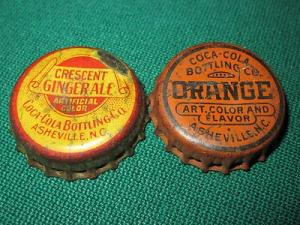 CRESCENT
GINGER ALE
ARTIFICIAL
COLOR
COCA-COLA BOTTLING CO.
ASHEVILLE, N.C.
COCA-COLA
BOTTLING CO.
ORANGE
ART. COLOR AND
FLAVOR
ASHEVILLE, N.C.